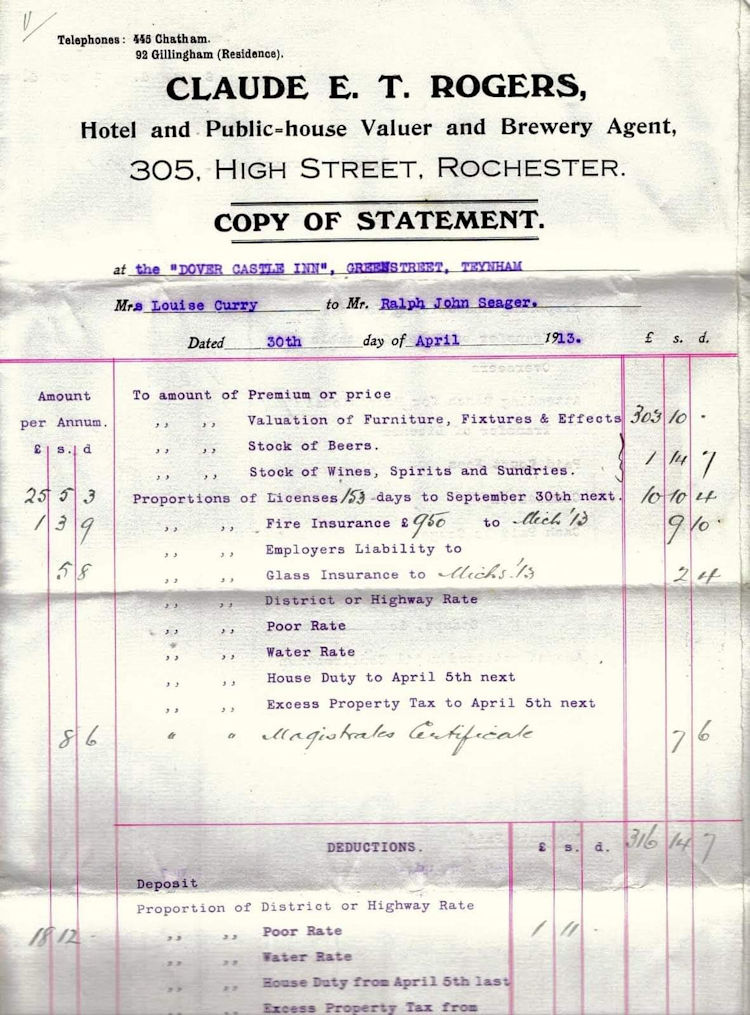 Telephones: 445 Chatham.
92 Gillingham (Residence).
CLAUDE E. T. ROGERS,
Hotel and Public=house Valuer and Brewery Agent,
305, HIGH STREET, ROCHESTER.
COPY OF STATEMENT.
at the "DOVER CASTLE INN", GREENSTREET, TEYNHAM
Mrs Louise Curry to Mr. Ralph John Seager.
Dated 30th day of April 1913. £ s. d.
Amount per Annum.
£ s. d
To amount of Premium or price
,, ,, Valuation of Furniture, Fixtures & Effects 303 10 .
,, ,, Stock of Beers.
,, ,, Stock of Wines, Spirits and Sundries. 1 14 7
25 5 3 Proportions of Licenses/153 days to September 30th next. 10 10 4
1 3 9 ,, ,, Fire Insurance £950 to Mich '13 9 10
,, ,, Employers Liability to
5 8 ,, ,, Glass Insurance to Michs '13 2 4
,, ,, District or Highway Rate
,, ,, Poor Rate
,, ,, Water Rate
,, ,, House Duty to April 5th next
,, ,, Excess Property Tax to April 5th next
8 6 " " Magistrates Certificate 7 6
DEDUCTIONS. £ s. d. 316 14 7
Deposit
Proportion of District or Highway Rate
18 12 - ,, ,, Poor Rate 1 11 -
,, ,, Water Rate
,, ,, House Duty from April 5th last
,, ,, Excess Property Tax from